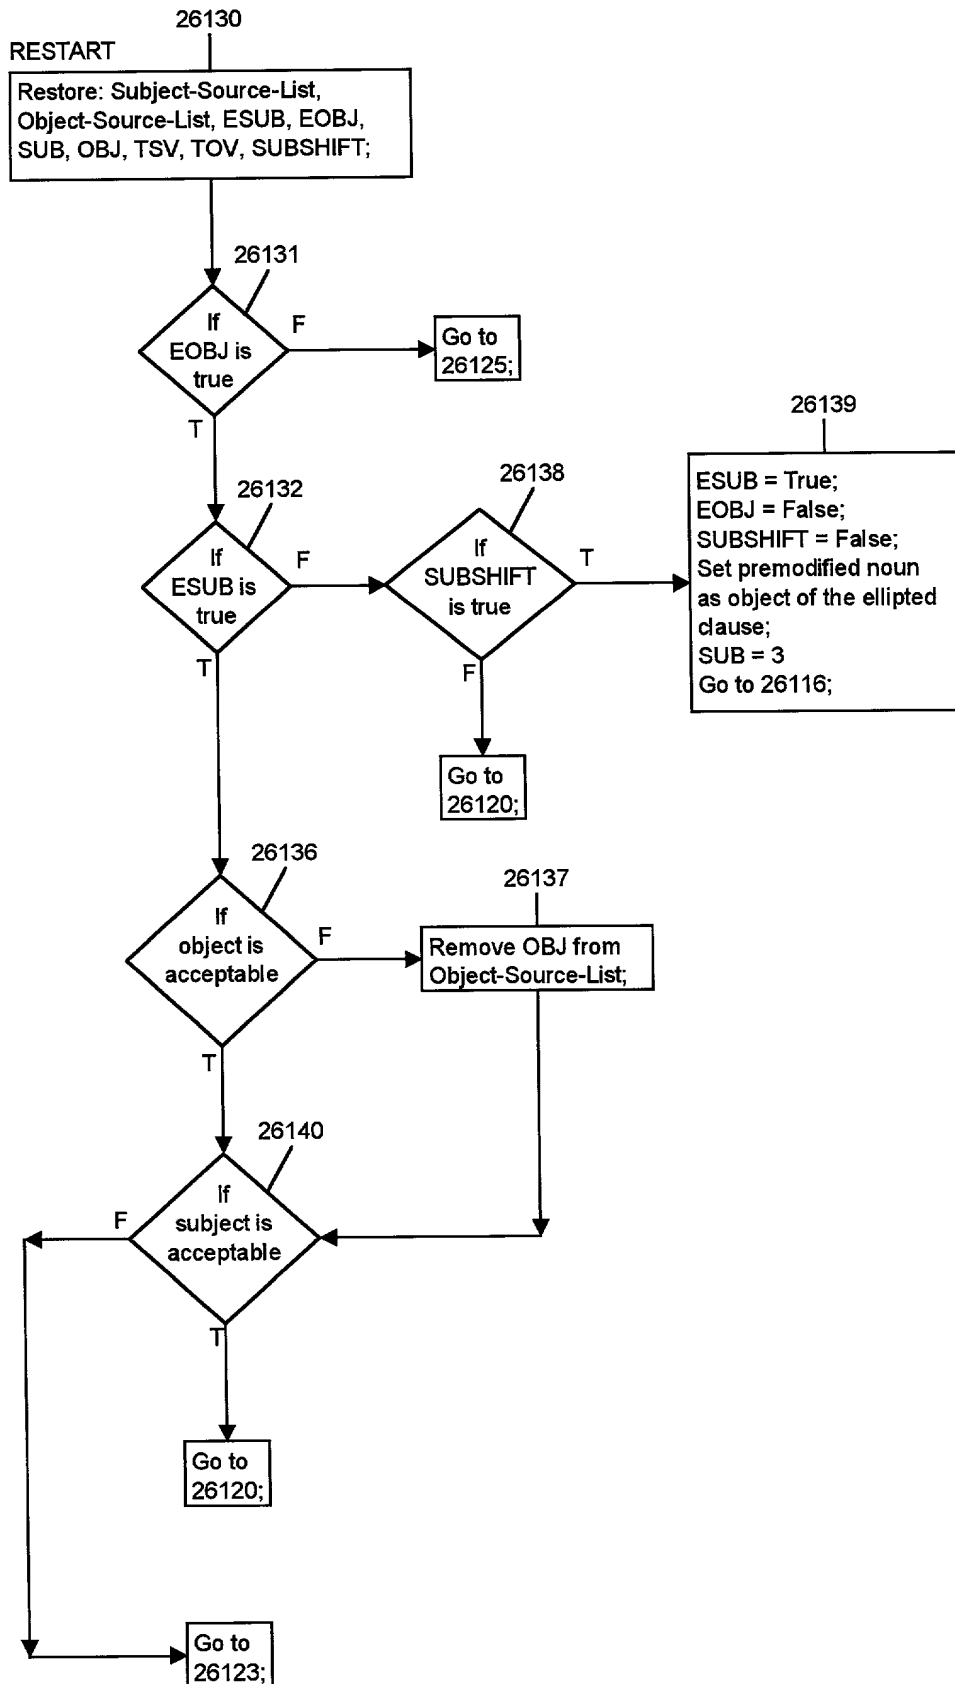 26130
RESTART
Restore: Subject-Source-List,
Object-Source-List, ESUB, EOBJ,
SUB, OBJ, TSV, TOV, SUBSHIFT;
26131
If
EOBJ is
true
F
Go to
26125;
T
26132
If
ESUB is
true
F
26138
If
SUBSHIFT
is true
T
26139
ESUB = True;
EOBJ = False;
SUBSHIFT = False;
Set premodified noun
as object of the ellipted
clause;
SUB = 3
Go to 26116;
F
Go to
26120;
T
26136
If
object is
acceptable
F
26137
Remove OBJ from
Object-Source-List;
T
26140
If
subject is
acceptable
F
T
Go to
26120;
Go to
26123;